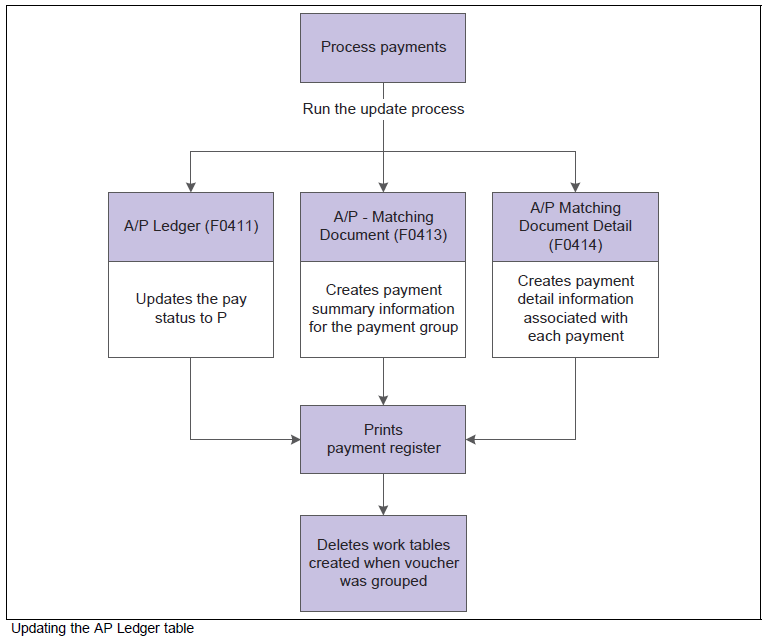 Process payments
Run the update process
A/P Ledger (F0411)
Updates the pay
status to P
A/P - Matching
Document (F0413)
Creates payment
summary information
for the payment group
A/P Matching
Document Detail
(F0414)
Creates payment
detail information
associated with
each payment
Prints
payment register
Deletes work tables
created when voucher
was grouped
Updating the AP Ledger table